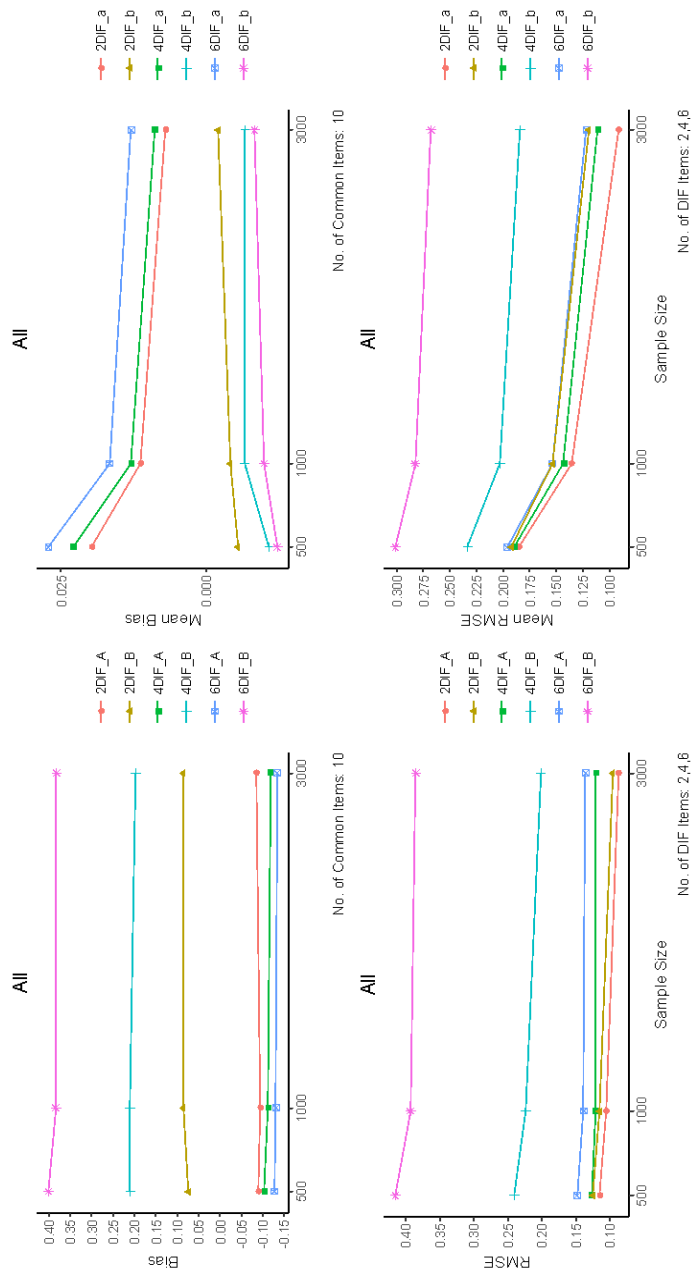 All
Bias
0.40
0.35
0.30
0.25
0.20
0.15
0.10
0.05
0.00
-0.05
-0.10
-0.15
500
1000
3000
No. of Common Items: 10
2DIF_A
2DIF_B
4DIF_A
4DIF_B
6DIF_A
6DIF_B
All
Mean Bias
0.025
0.000
500
1000
3000
No. of Common Items: 10
2DIF_a
2DIF_b
4DIF_a
4DIF_b
6DIF_a
6DIF_b
All
RMSE
0.40
0.35
0.30
0.25
0.20
0.15
0.10
500
1000
3000
Sample Size
No. of DIF Items: 2,4,6
2DIF_A
2DIF_B
4DIF_A
4DIF_B
6DIF_A
6DIF_B
All
Mean RMSE
0.300
0.275
0.250
0.225
0.200
0.175
0.150
0.125
0.100
500
1000
3000
Sample Size
No. of DIF Items: 2,4,6
2DIF_a
2DIF_b
4DIF_a
4DIF_b
6DIF_a
6DIF_b